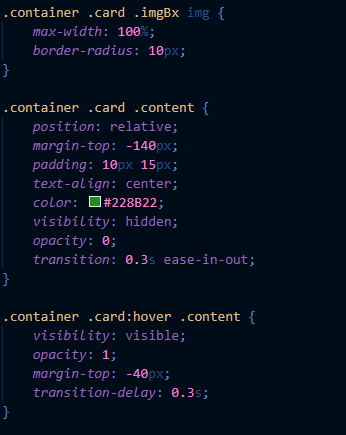 .container .card .imgBx img {
max-width: 100%;
border-radius: 10px;
}
.container .card .content {
position: relative;
margin-top: -140px;
padding: 10px 15px;
text-align: center;
color: #228B22;
visibility: hidden;
opacity: 0;
transition: 0.3s ease-in-out;
}
.container .card:hover .content {
visibility: visible;
opacity: 1;
margin-top: -40px;
transition-delay: 0.3s;
}